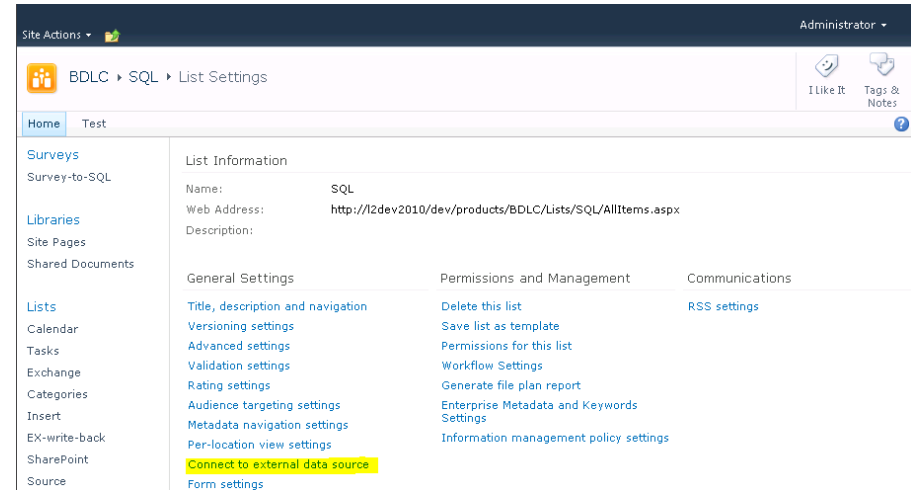 Administrator
Site Actions
BDLC ▸ SQL ▸ List Settings
I Like It
Tags &
Notes
Home Test
Surveys
Survey-to-SQL
Libraries
Site Pages
Shared Documents
Lists
Calendar
Tasks
Exchange
Categories
Insert
EX-write-back
SharePoint
Source
List Information
Name: SQL
Web Address: http://l2dev2010/dev/products/BDLC/Lists/SQL/AllItems.aspx
Description:
General Settings
Title, description and navigation
Versioning settings
Advanced settings
Validation settings
Rating settings
Audience targeting settings
Metadata navigation settings
Per-location view settings
Connect to external data source
Form settings
Permissions and Management
Delete this list
Save list as template
Permissions for this list
Workflow Settings
Generate file plan report
Enterprise Metadata and Keywords
Settings
Information management policy settings
Communications
RSS settings